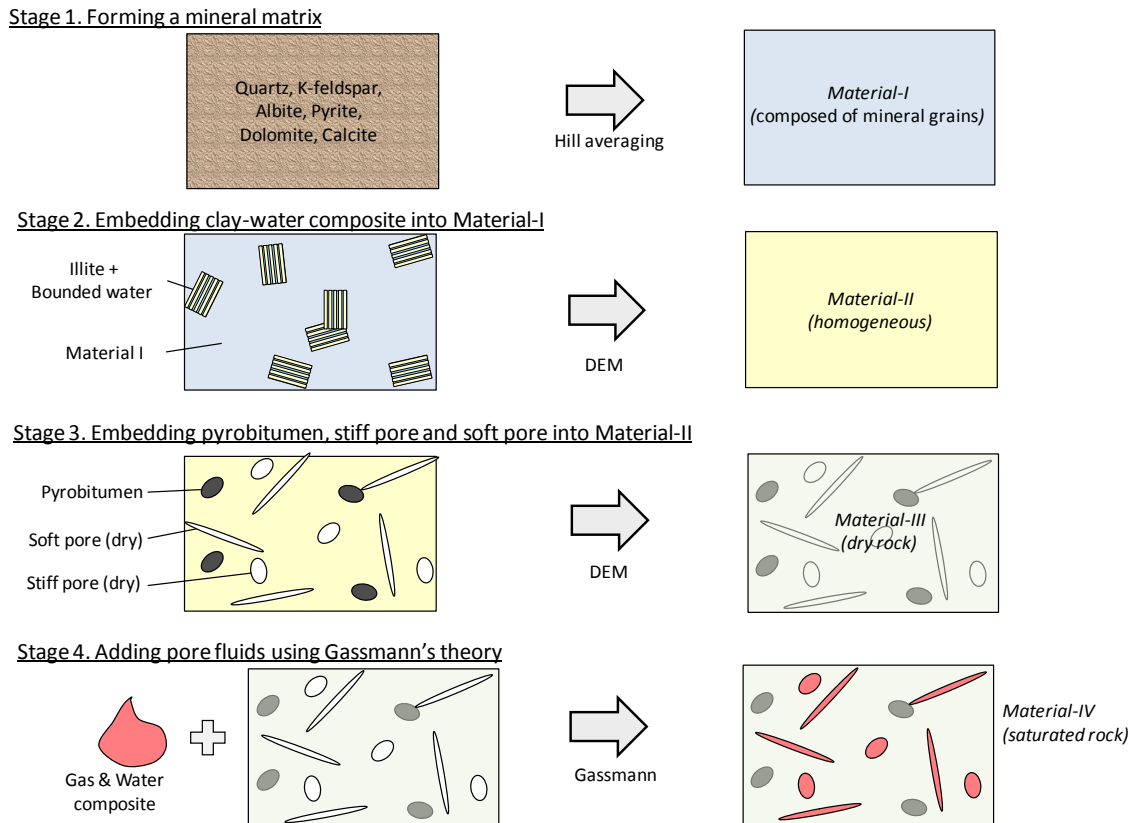 Stage 1. Forming a mineral matrix
Quartz, K-feldspar,
Albite, Pyrite,
Dolomite, Calcite
Hill averaging
Material-I
(composed of mineral grains)
Stage 2. Embedding clay-water composite into Material-I
Illite +
Bounded water
Material I
DEM
Material-II
(homogeneous)
Stage 3. Embedding pyrobitumen, stiff pore and soft pore into Material-II
Pyrobitumen
Soft pore (dry)
Stiff pore (dry)
DEM
Material-III
(dry rock)
Stage 4. Adding pore fluids using Gassmann's theory
Gas & Water
composite
Gassmann
Material-IV
(saturated rock)